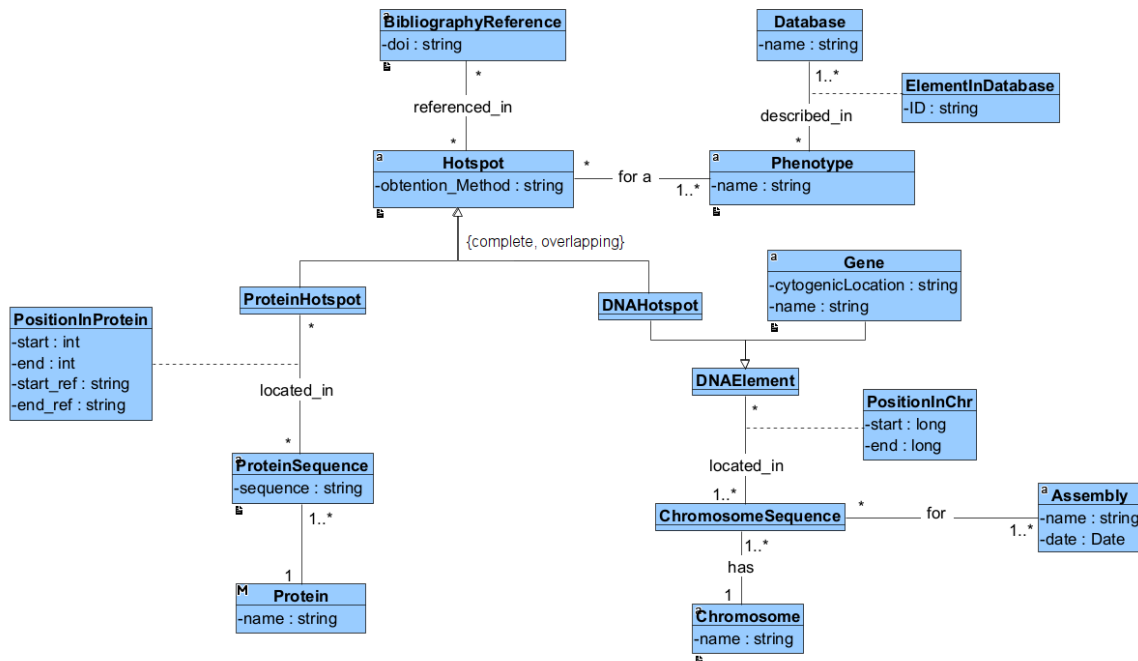 BibliographyReference
-doi : string
*
referenced_in
*
Database
-name : string
1..*
described_in
*
ElementInDatabase
-ID : string
a
Hotspot
-obtention_Method : string
*
for a
1..*
a
Phenotype
-name : string
{complete, overlapping}
ProteinHotspot
*
DNAHotspot
a
Gene
-cytogenicLocation : string
-name : string
PositionInProtein
-start : int
-end : int
-start_ref : string
-end_ref : string
located_in
*
DNAElement
*
PositionInChr
-start : long
-end : long
located_in
1..*
a
ProteinSequence
-sequence : string
1..*
1
ChromosomeSequence
*
for
1..*
a
Assembly
-name : string
-date : Date
1..*
has
1
M
Protein
-name : string
a
Chromosome
-name : string